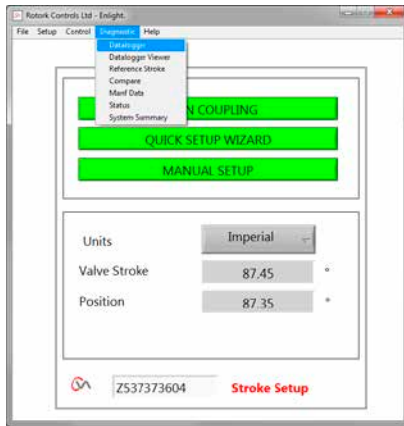 Rotork Controls Ltd - Enlight.
File Setup Control Diagnostic Help
Datalogger
Datalogger Viewer
Reference Stroke
Compare
Manf Data
Status
System Summary
N COUPLING
QUICK SETUP WIZARD
MANUAL SETUP
Units Imperial
Valve Stroke 87.45 °
Position 87.35 °
Z537373604 Stroke Setup